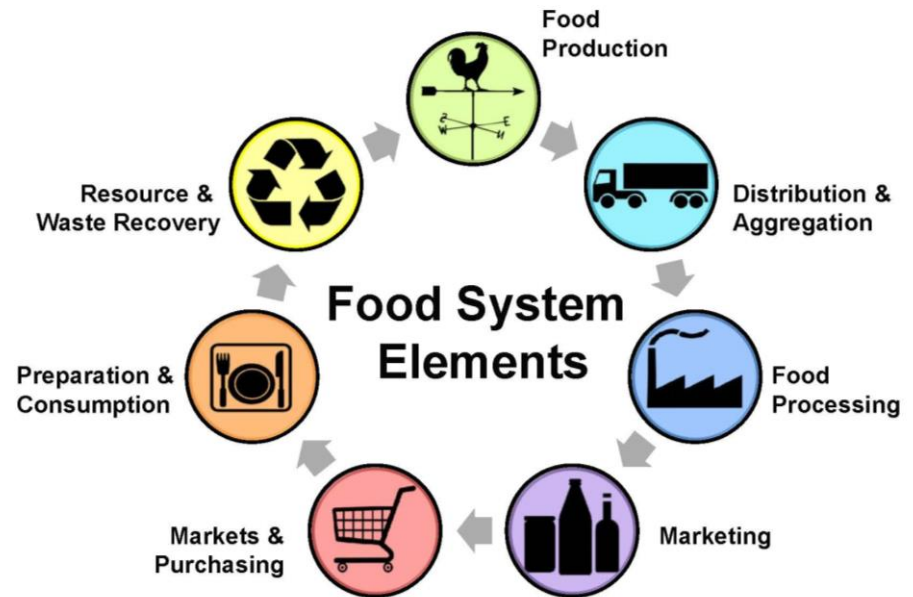 Food
Production
Distribution &
Aggregation
Food
Processing
Marketing
Markets &
Purchasing
Preparation &
Consumption
Resource &
Waste Recovery
Food System
Elements
S
E
W
N